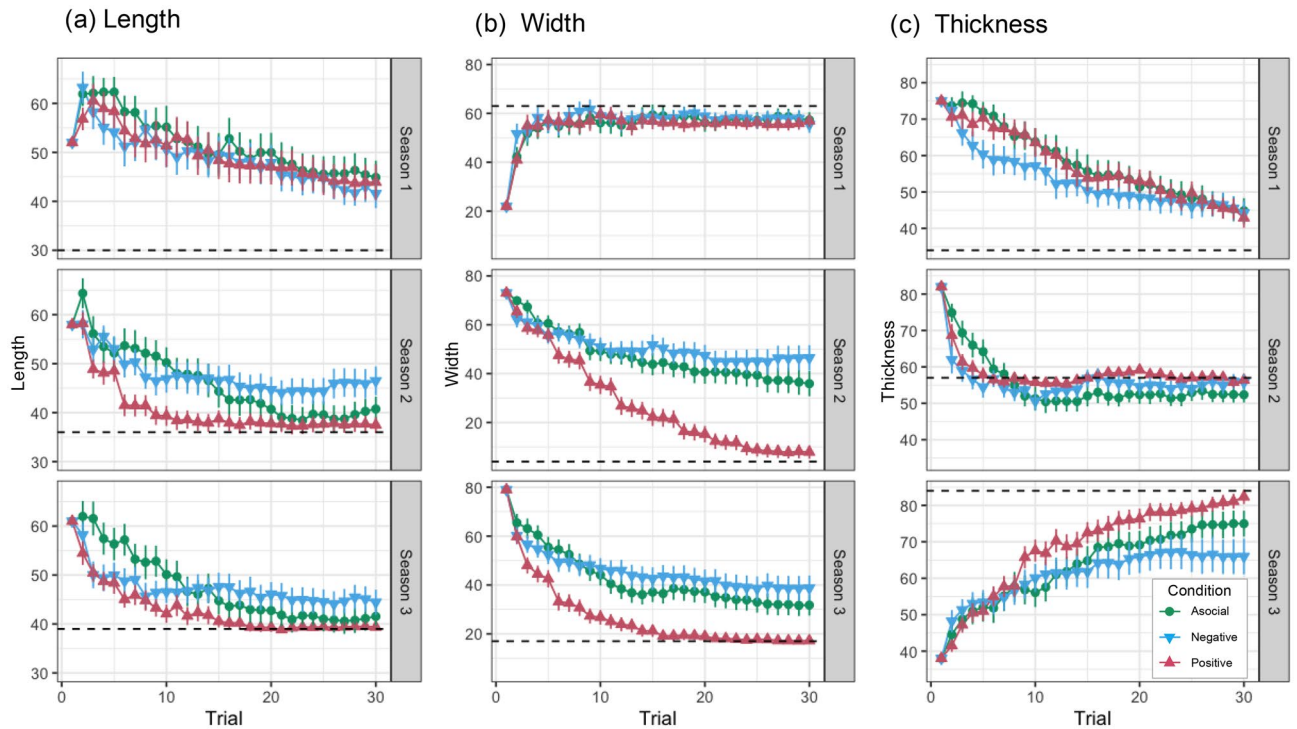 (a) Length
(b) Width
(c) Thickness
Length
60
50
40
30
Season 1
60
50
40
30
Season 2
60
50
40
30
Season 3
0
10
20
30
Trial
Width
80
60
40
20
Season 1
80
60
40
20
Season 2
80
60
40
20
Season 3
0
10
20
30
Trial
Thickness
80
70
60
50
40
Season 1
80
70
60
50
40
Season 2
80
70
60
50
40
Season 3
Condition
Asocial
Negative
Positive
0
10
20
30
Trial